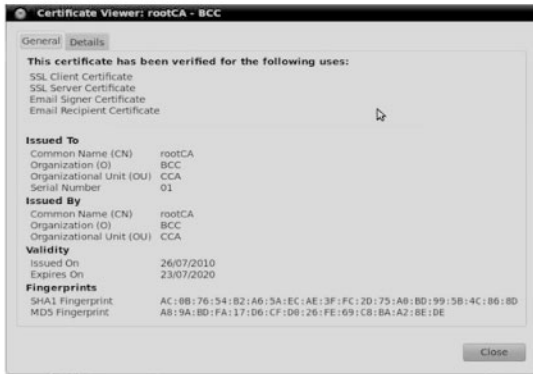 Certificate Viewer: rootCA - BCC
General Details
This certificate has been verified for the following uses:
SSL Client Certificate
SSL Server Certificate
Email Signer Certificate
Email Recipient Certificate
Issued To
Common Name (CN) rootCA
Organization (O) BCC
Organizational Unit (OU) CCA
Serial Number 01
Issued By
Common Name (CN) rootCA
Organization (O) BCC
Organizational Unit (OU) CCA
Validity
Issued On 26/07/2010
Expires On 23/07/2020
Fingerprints
SHA1 Fingerprint AC:0B:76:54:82:A6:5A:EC:AE:3F:FC:2D:75:A0:BD:99:5B:4C:86:8D
MD5 Fingerprint A8:9A:BD:FA:17:D6:CF:D0:26:FE:69:C8:BA:A2:8E:DE
Close